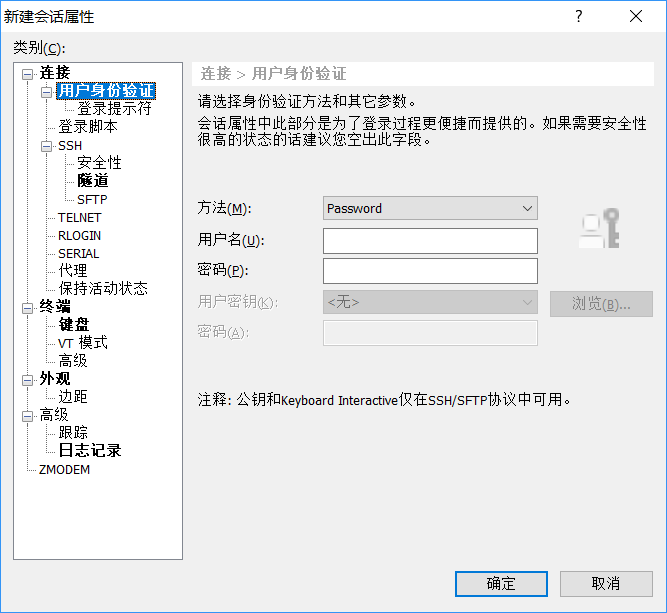 新建会话属性
?
类别(C):
连接
用户身份验证
登录提示符
登录脚本
SSH
安全性
隧道
SFTP
TELNET
RLOGIN
SERIAL
代理
保持活动状态
终端
键盘
VT 模式
高级
外观
边距
高级
跟踪
日志记录
ZMODEM
连接 > 用户身份验证
请选择身份验证方法和其它参数。
会话属性中此部分是为了登录过程更便捷而提供的。如果需要安全性
很高的状态的话建议您空出此字段。
方法(M):
Password
用户名(U):
密码(P):
用户密钥(K):
<无>
浏览(B)...
密码(A):
注释: 公钥和Keyboard Interactive仅在SSH/SFTP协议中可用。
确定
取消